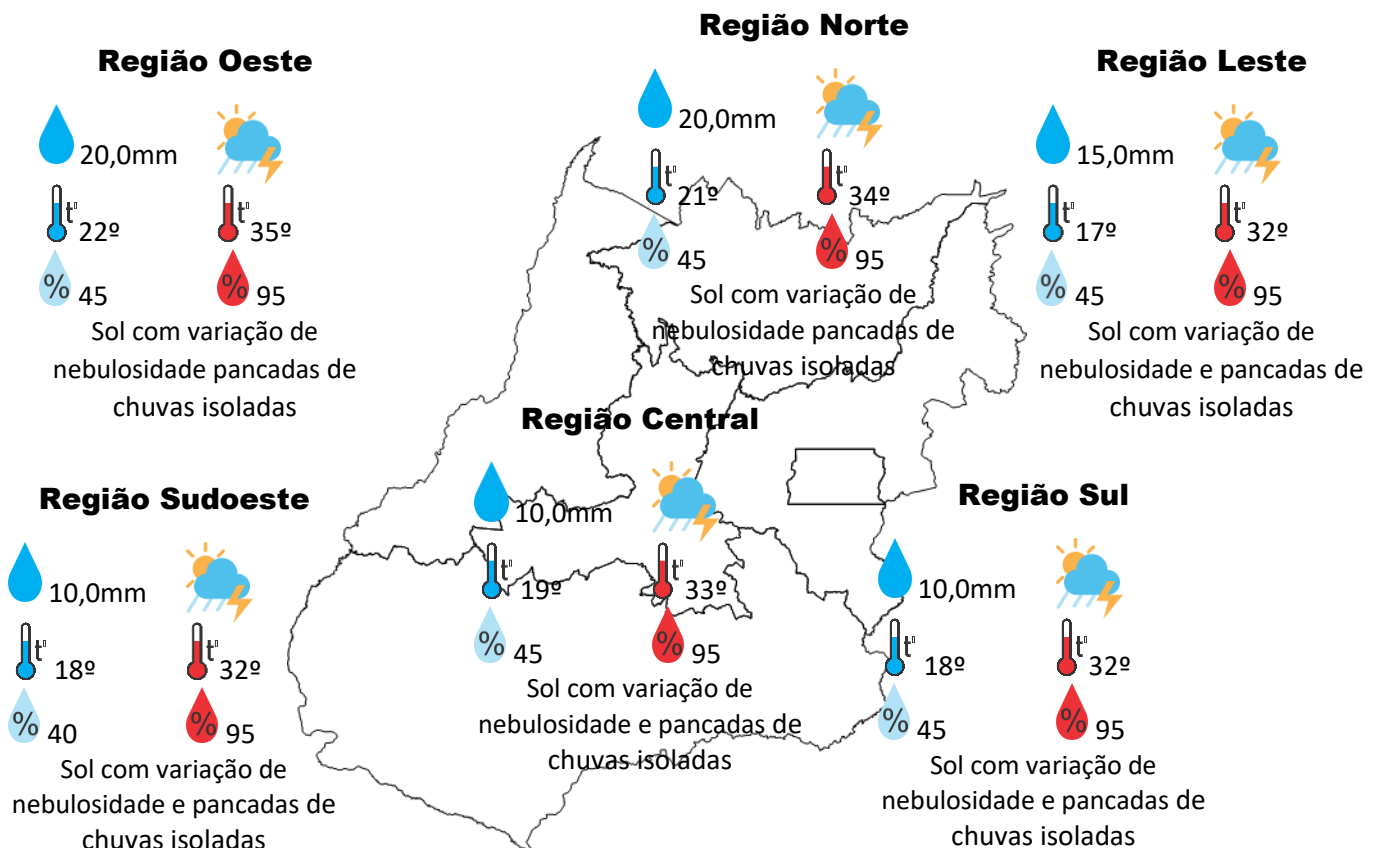 Região Norte
20,0mm
t°
21º
t°
34º
%
45
%
95
Sol com variação de
nebulosidade pancadas de
chuvas isoladas
Região Oeste
20,0mm
t°
22º
t°
35º
%
45
%
95
Sol com variação de
nebulosidade pancadas de
chuvas isoladas
Região Leste
15,0mm
t°
17º
t°
32º
%
45
%
95
Sol com variação de
nebulosidade e pancadas de
chuvas isoladas
Região Central
10,0mm
t°
19º
t°
33º
%
45
%
95
Sol com variação de
nebulosidade e pancadas de
chuvas isoladas
Região Sudoeste
10,0mm
t°
18º
t°
32º
%
40
%
95
Sol com variação de
nebulosidade e pancadas de
chuvas isoladas
Região Sul
10,0mm
t°
18º
t°
32º
%
45
%
95
Sol com variação de
nebulosidade e pancadas de
chuvas isoladas